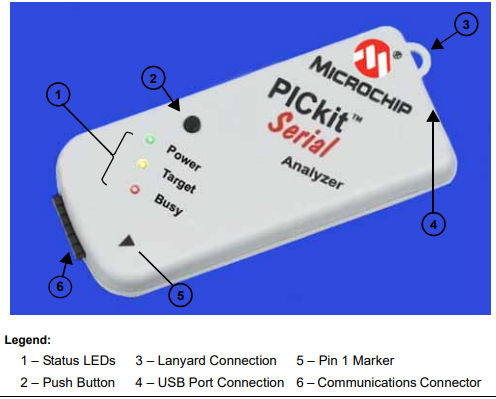 1
2
3
4
5
6
MICROCHIP ®
PICkit™
Serial
Analyzer
Power
Target
Busy
Legend:
1 – Status LEDs 3 – Lanyard Connection 5 – Pin 1 Marker
2 – Push Button 4 – USB Port Connection 6 – Communications Connector